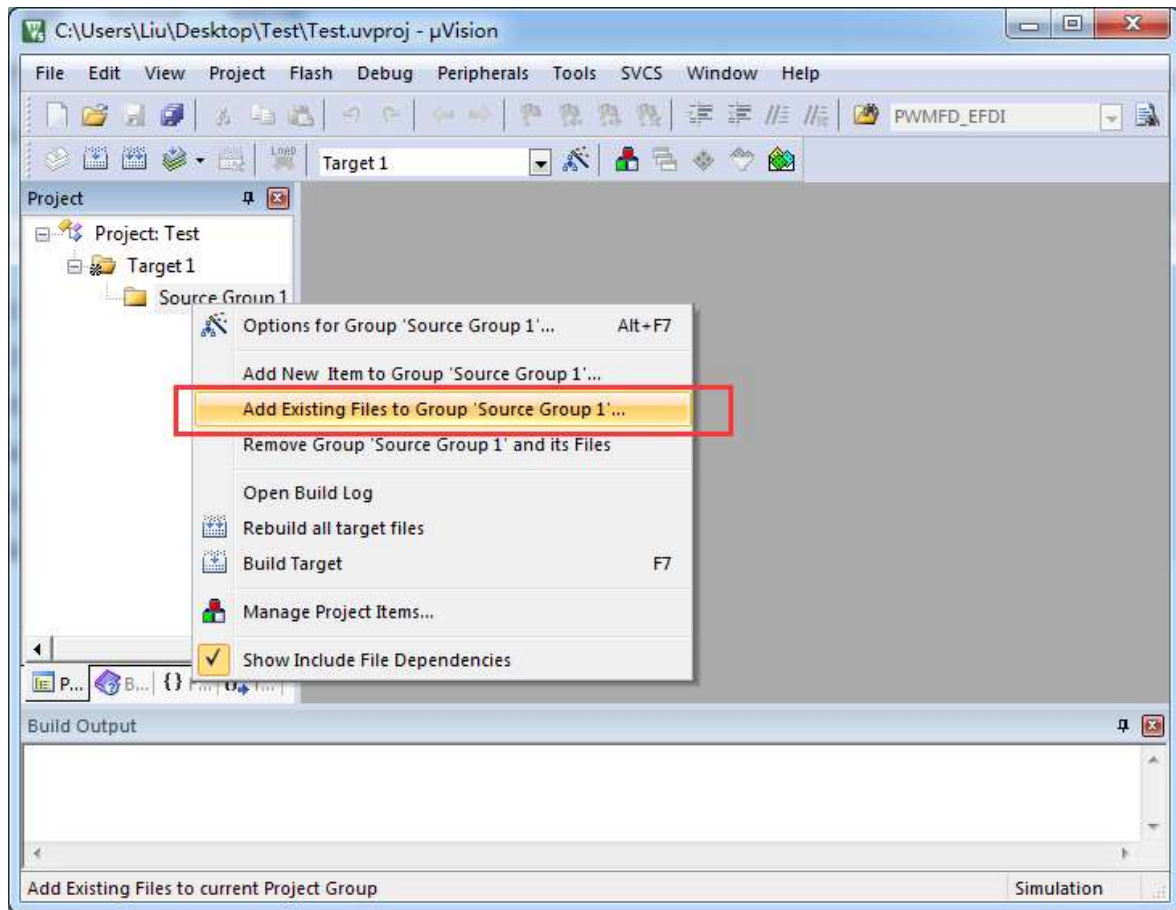 C:\Users\Liu\Desktop\Test\Test.uvproj - µVision
File Edit View Project Flash Debug Peripherals Tools SVCS Window Help
PWMFD_EFDI
LOAD Target 1
Project
Project: Test
Target 1
Source Group 1
Options for Group 'Source Group 1'... Alt+F7
Add New Item to Group 'Source Group 1'...
Add Existing Files to Group 'Source Group 1'...
Remove Group 'Source Group 1' and its Files
Open Build Log
Rebuild all target files
Build Target F7
Manage Project Items...
Show Include File Dependencies
P... B... {}
Build Output
Add Existing Files to current Project Group Simulation